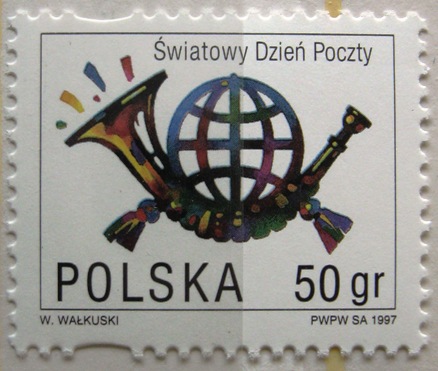 Światowy Dzień Poczty
POLSKA 50 gr
W. WAŁKUSKI PWPW SA 1997